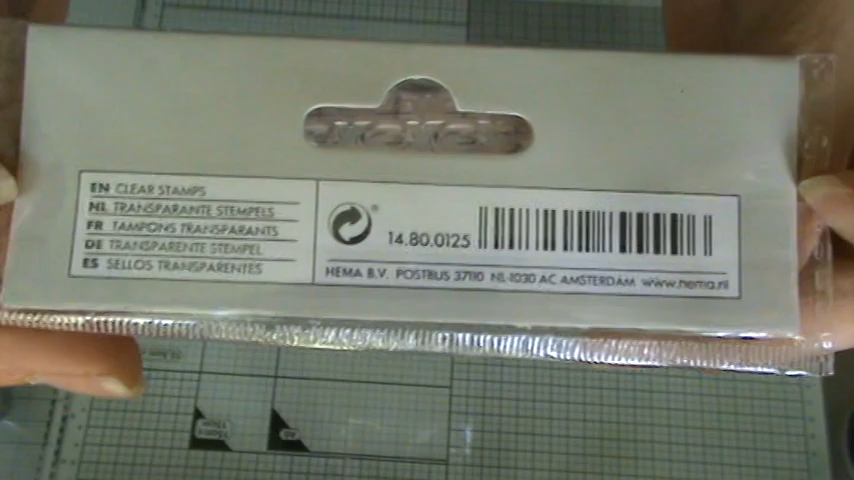 EN CLEAR STAMPS
NL TRANSPARANTE STEMPELS
FR TAMPONS TRANSPARANTS
DE TRANSPARENTE STEMPEL
ES SELLOS TRANSPARENTES
14.80.0125
HEMA B.V. POSTBUS 37110 NL-1030 AC AMSTERDAM www.hema.nl